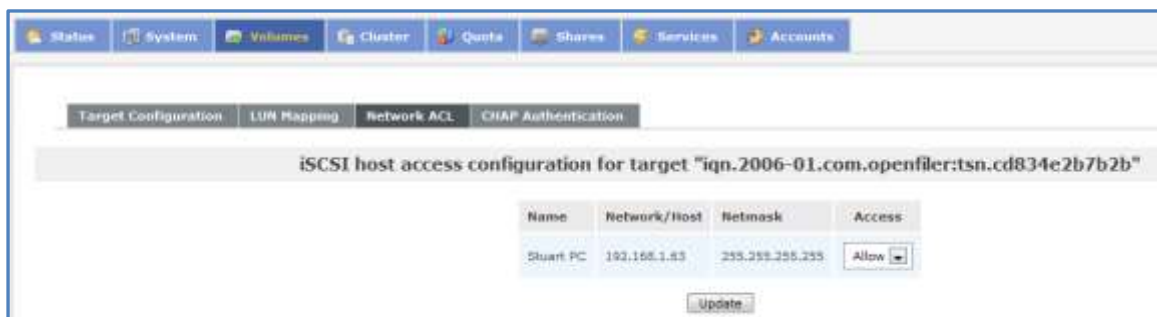 Status System Volumes Cluster Quota Shares Services Accounts
Target Configuration LUN Mapping Network ACL CHAP Authentication
iSCSI host access configuration for target "iqn.2006-01.com.openfiler:tsn.cd834e2b7b2b"
Name Network/Host Netmask Access
Stuart PC 192.168.1.63 255.255.255.255 Allow
Update